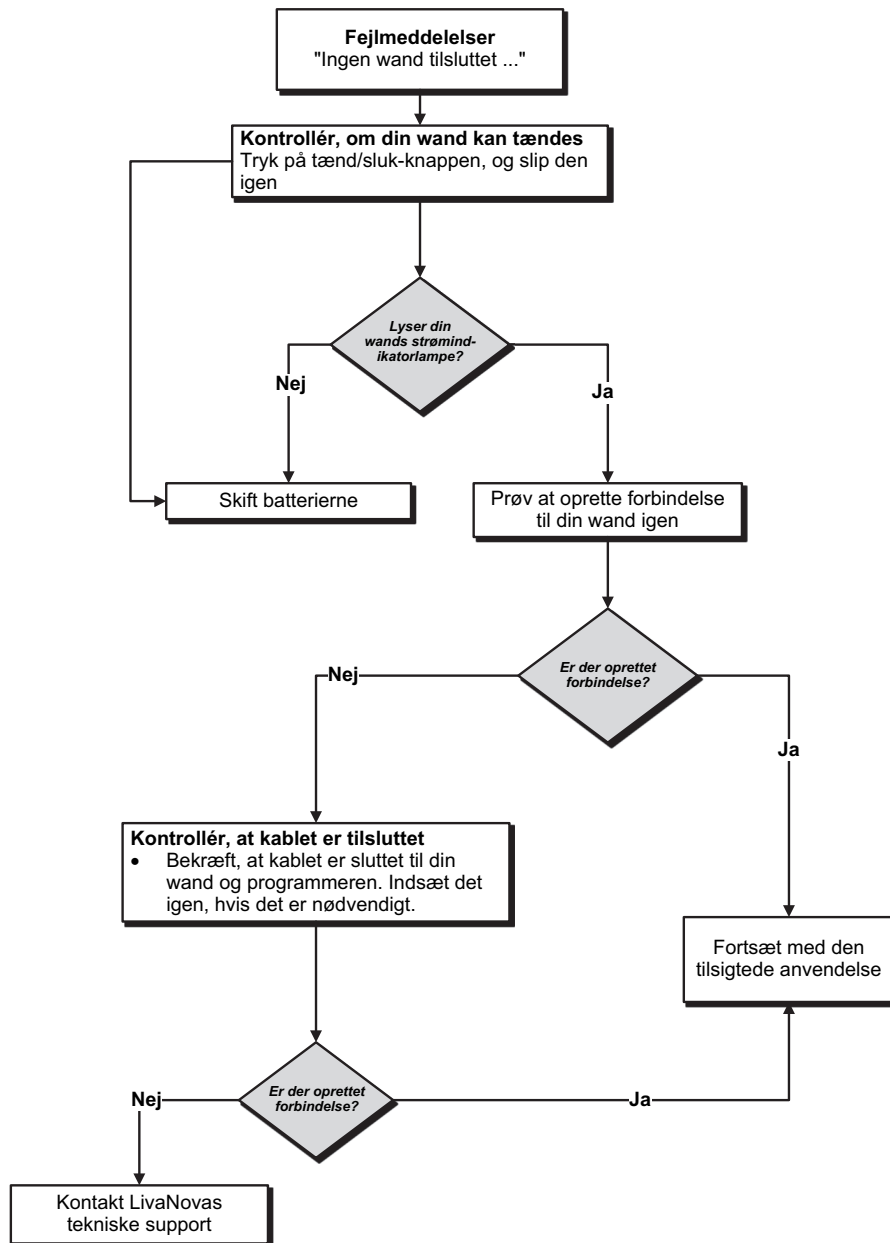 Fejlmeddelelser
"Ingen wand tilsluttet ..."
Kontrollér, om din wand kan tændes
Tryk på tænd/sluk-knappen, og slip den
igen
Lyser din
wands strømind-
ikatorlampe?
Nej
Ja
Skift batterierne
Prøv at oprette forbindelse
til din wand igen
Er der oprettet
forbindelse?
Nej
Ja
Kontrollér, at kablet er tilsluttet
• Bekræft, at kablet er sluttet til din
wand og programmeren. Indsæt det
igen, hvis det er nødvendigt.
Fortsæt med den
tilsigtede anvendelse
Er der oprettet
forbindelse?
Nej
Ja
Kontakt LivaNovas
tekniske support